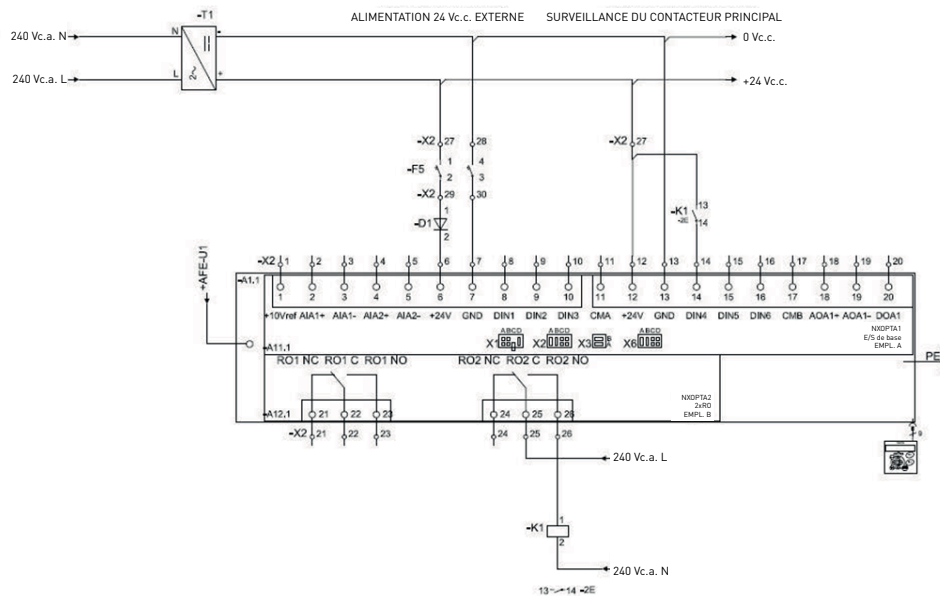 -T1
ALIMENTATION 24 Vc.c. EXTERNE
SURVEILLANCE DU CONTACTEUR PRINCIPAL
240 Vc.a. N
N
-
0 Vc.c.
240 Vc.a. L
L
2~
+
+24 Vc.c.
-X2 27
28
-X2 27
-F5
1
2
4
3
-X2 29
30
-D1
1
2
-K1
-2E
13
14
+AFE-U1
-X2 1 2 3 4 5 6 7 8 9 10 11 12 13 14 15 16 17 18 19 20
-A1.1
1 2 3 4 5 6 7 8 9 10 11 12 13 14 15 16 17 18 19 20
+10Vref AIA1+ AIA1- AIA2+ AIA2- +24V GND DIN1 DIN2 DIN3 CMA +24V GND DIN4 DIN5 DIN6 CMB AOA1+ AOA1- DOA1
NXOPTA1
E/S de base
EMPL. A
X1 ABCD
X2 ABCD
X3 B A
X6 ABCD
-A11.1
PE
RO1 NC RO1 C RO1 NO
RO2 NC RO2 C RO2 NO
NXOPTA2
2xRO
EMPL. B
-A12.1
21 22 23
24 25 26
-X2 21 22 23
24 25 26
9
240 Vc.a. L
-K1
1
2
240 Vc.a. N
13 14 -2E